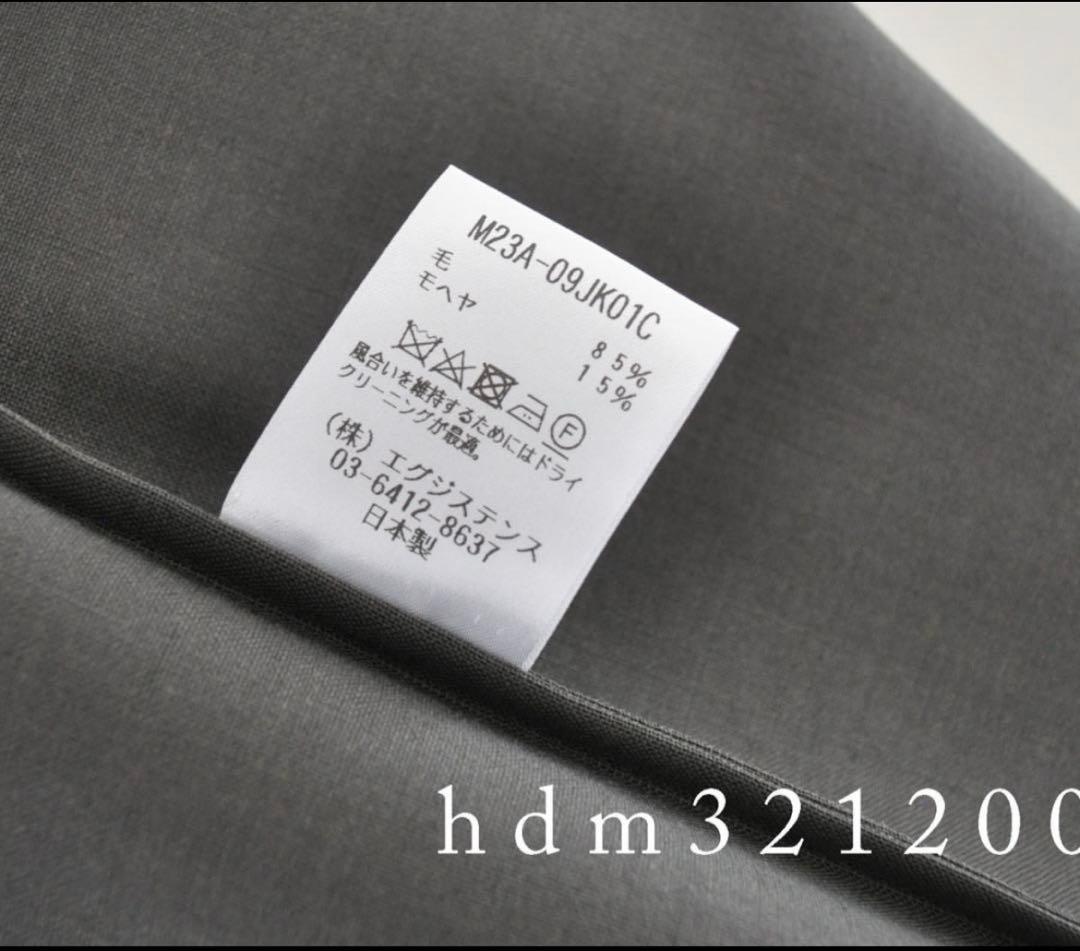 M23A-09JK01C
毛 85%
モヘヤ 15%
F
風合いを維持するためにはドライ
クリーニングが最適。
(株) エグジステンス
03-6412-8637
日本製
hdm321200